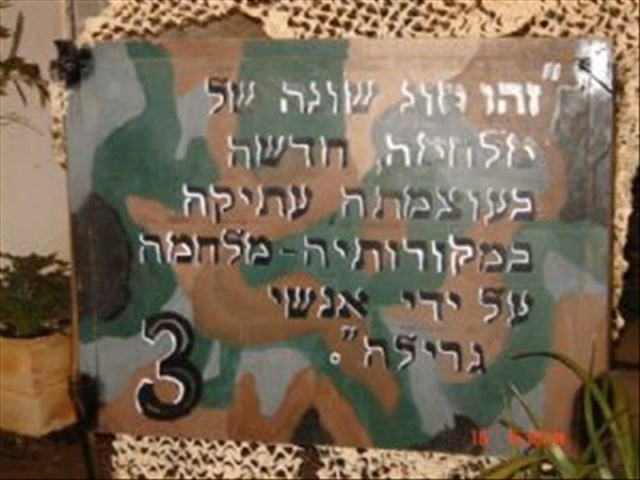 "זהו סוג שונה של
מלחמה, חדשה
בעוצמתה עתיקה
במקורותיה - מלחמה
על ידי אנשי
גרילה".
3